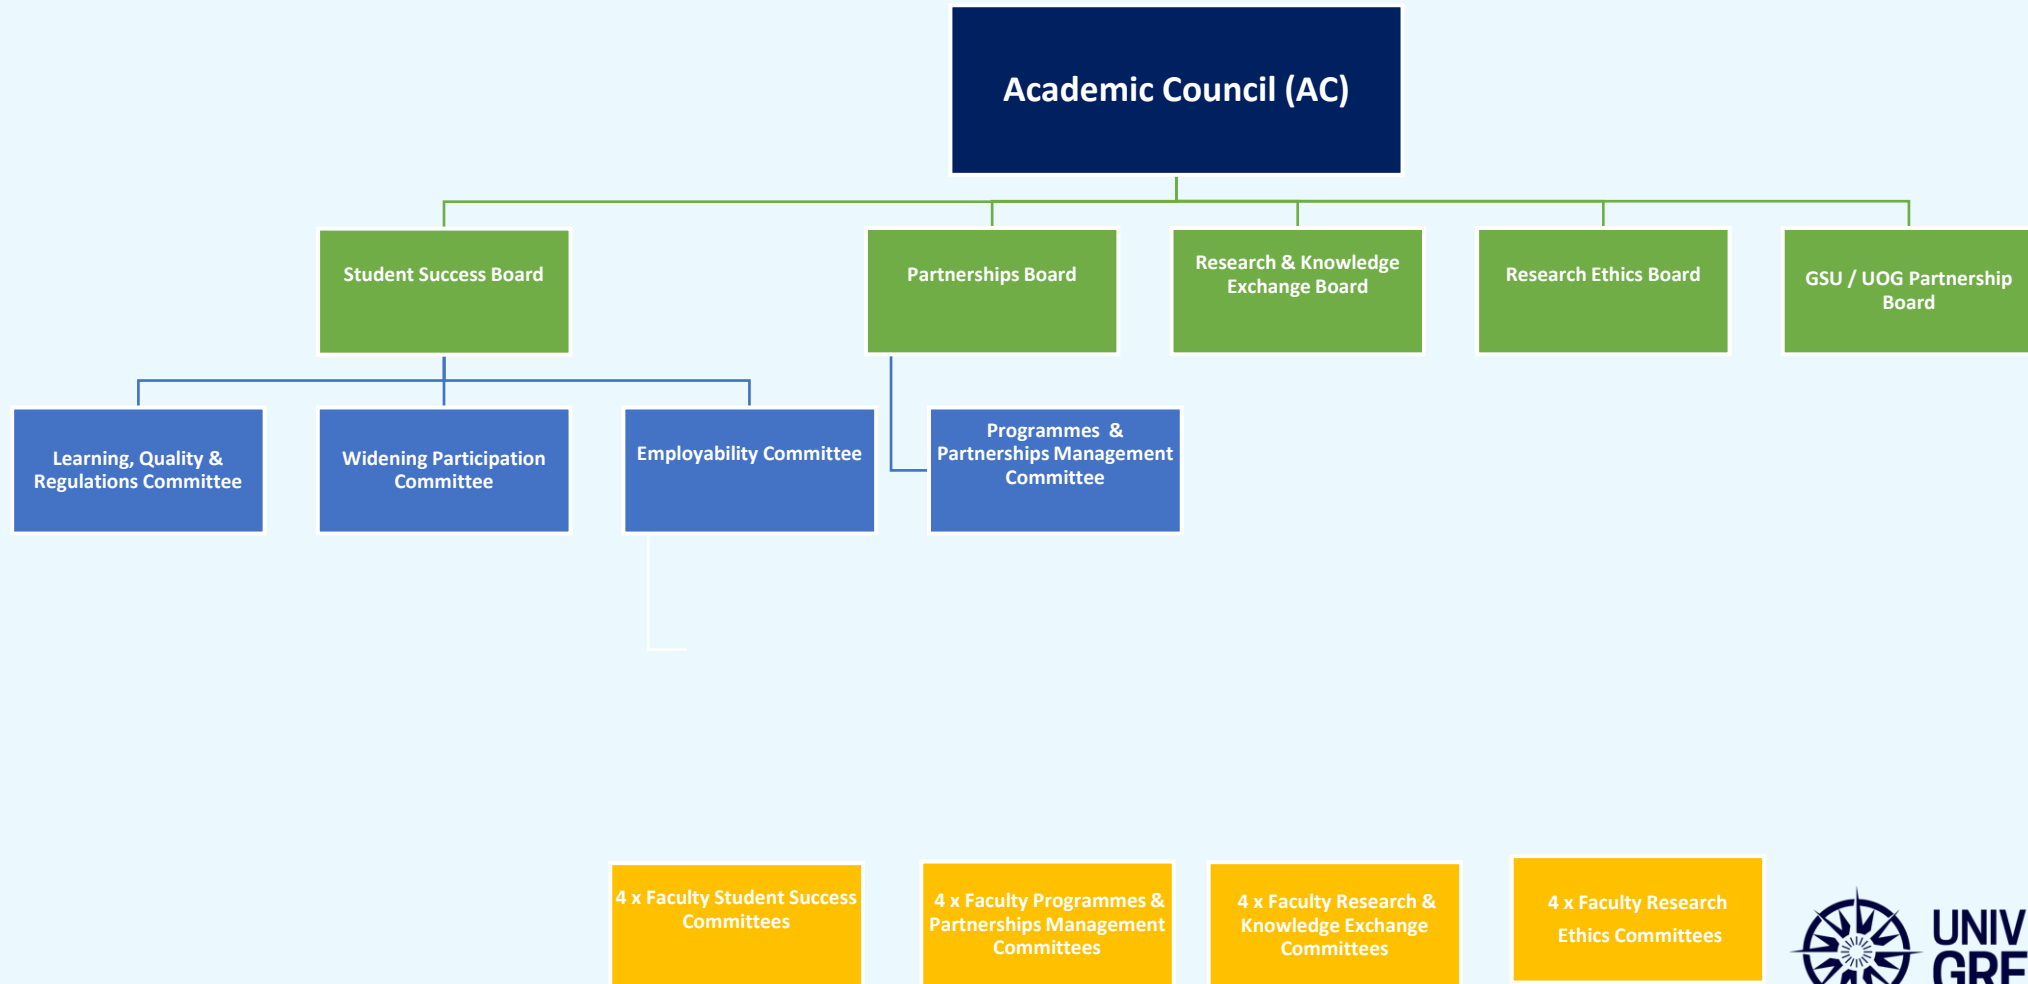 Academic Council (AC)
Student Success Board
Partnerships Board
Research & Knowledge
Exchange Board
Research Ethics Board
GSU / UOG Partnership
Board
Learning, Quality &
Regulations Committee
Widening Participation
Committee
Employability Committee
Programmes &
Partnerships Management
Committee
4 x Faculty Student Success
Committees
4 x Faculty Programmes &
Partnerships Management
Committees
4 x Faculty Research &
Knowledge Exchange
Committees
4 x Faculty Research
Ethics Committees
UNIV
GRE